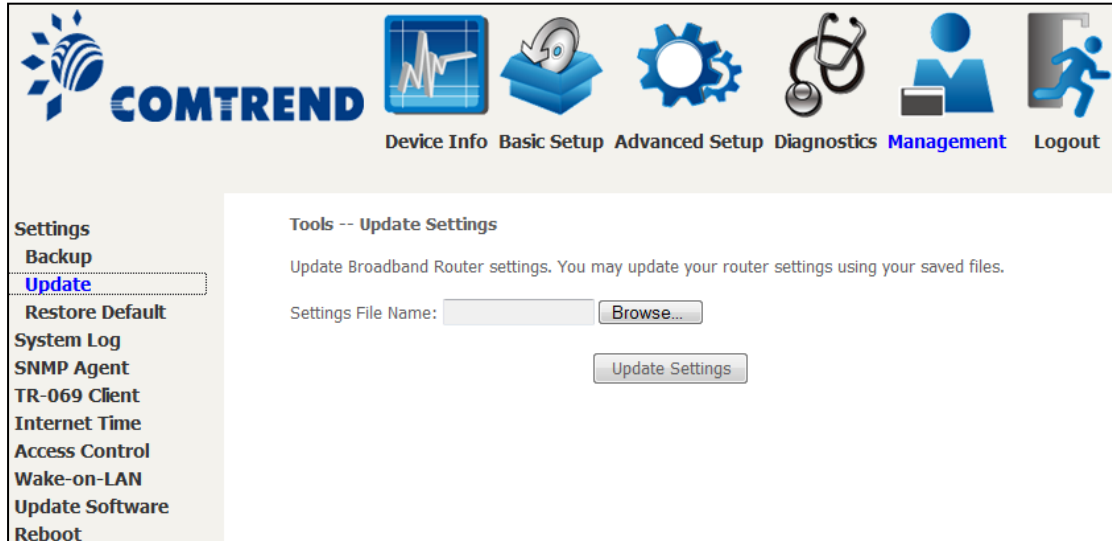 COMTREND
Device Info Basic Setup Advanced Setup Diagnostics Management Logout
Settings
Backup
Update
Restore Default
System Log
SNMP Agent
TR-069 Client
Internet Time
Access Control
Wake-on-LAN
Update Software
Reboot
Tools -- Update Settings
Update Broadband Router settings. You may update your router settings using your saved files.
Settings File Name: Browse...
Update Settings